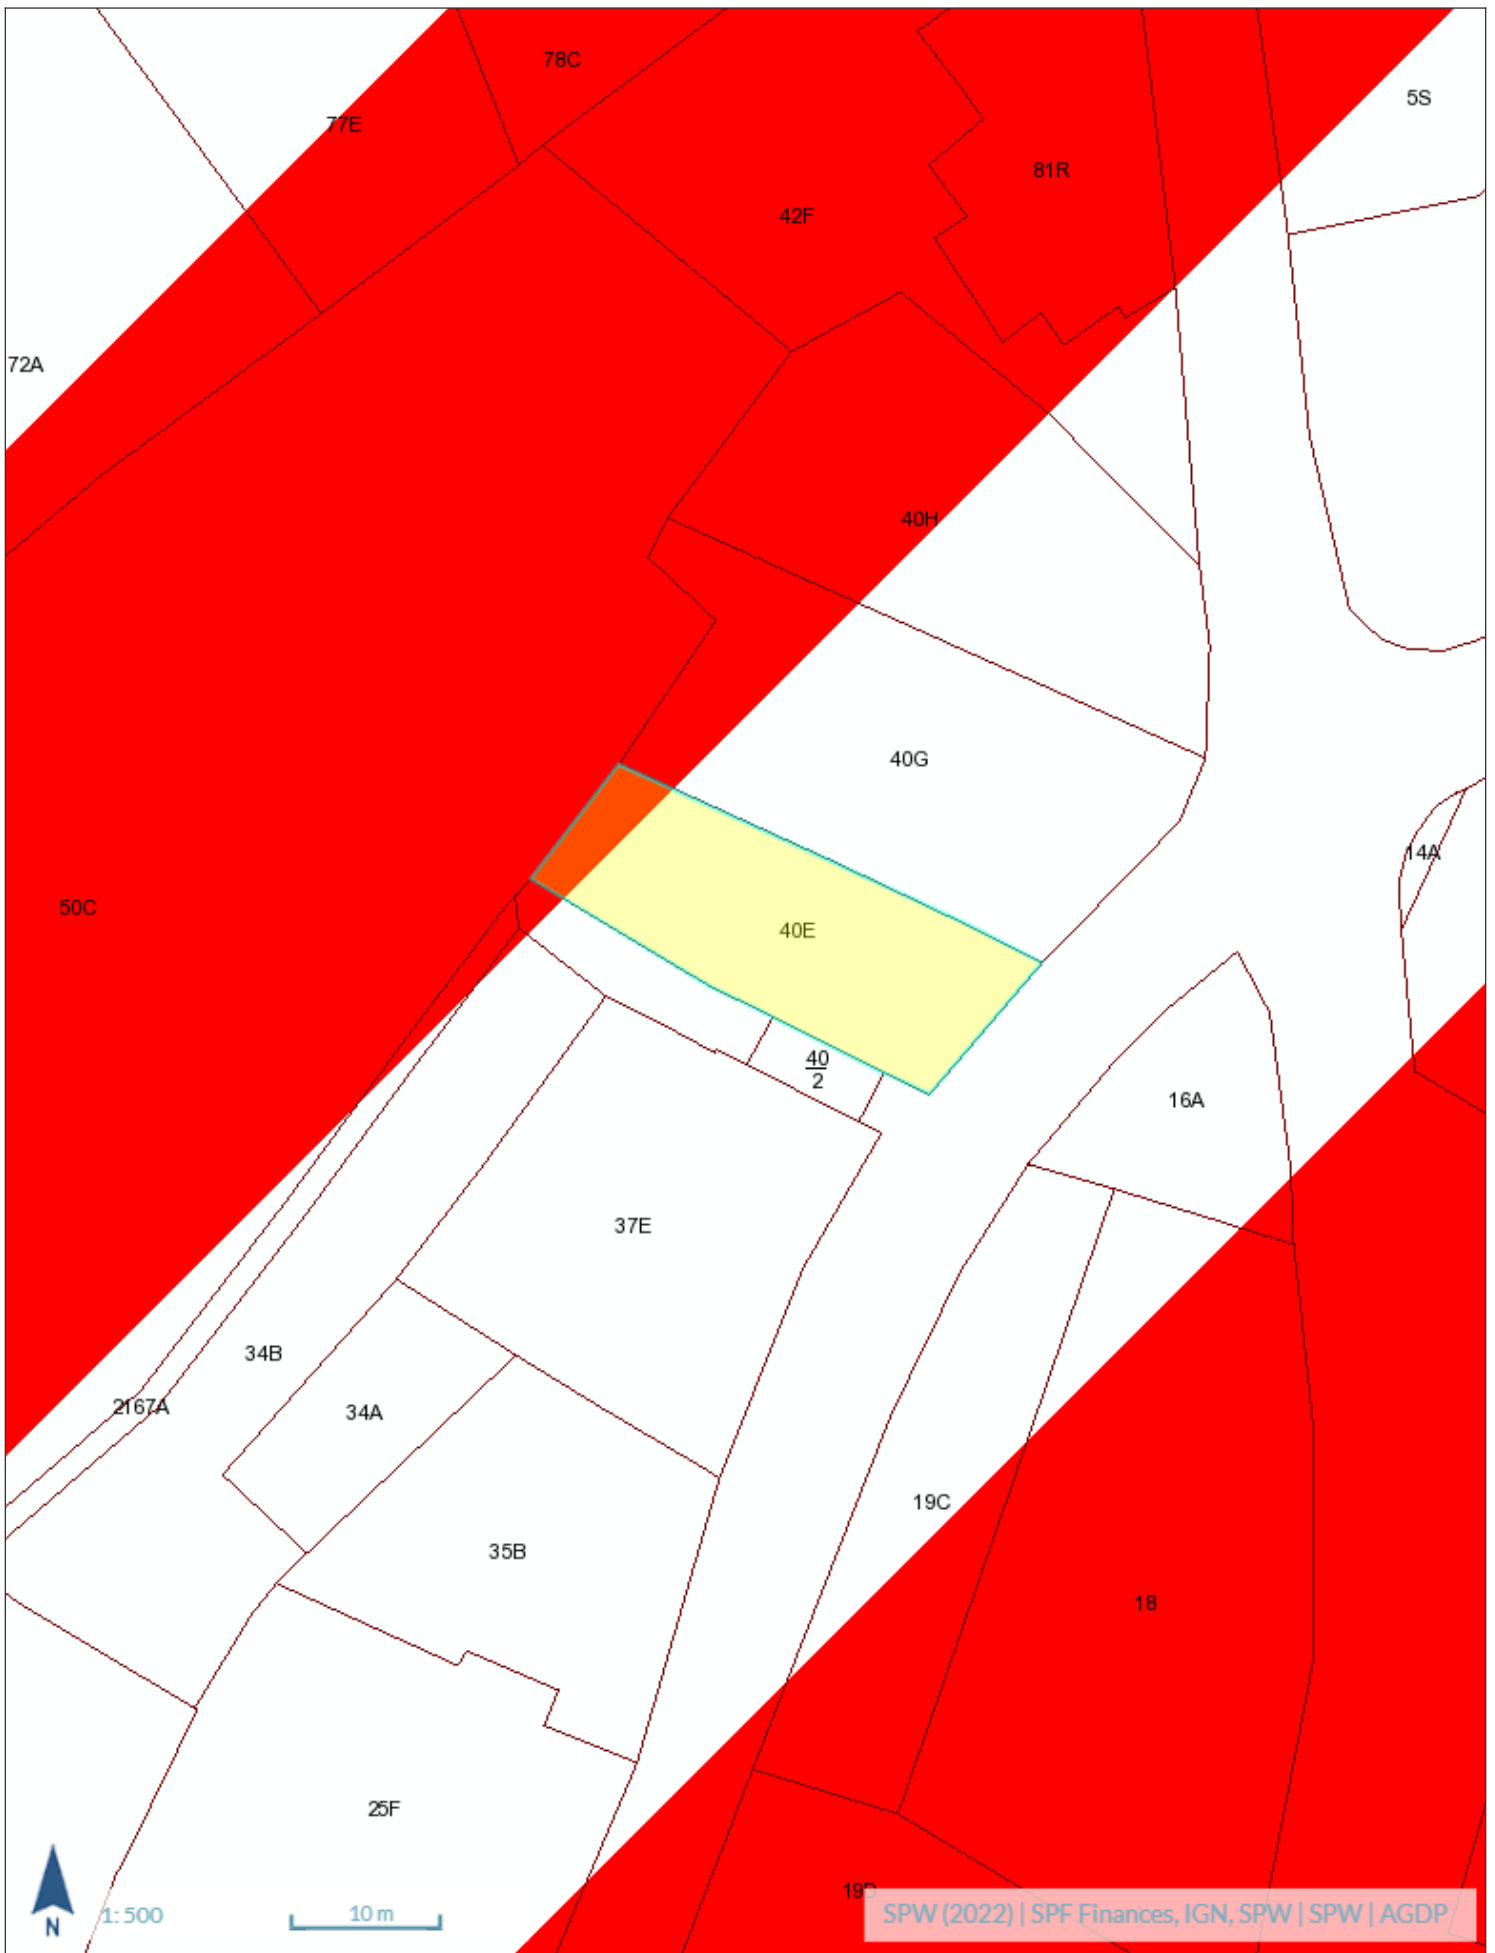 78C
5S
77E
81R
42F
72A
40H
40G
14A
50C
40E
40
2
16A
37E
34B
2167A
34A
19C
35B
18
25F
19D
N
1: 500
10 m
SPW (2022) | SPF Finances, IGN, SPW | SPW | AGDP